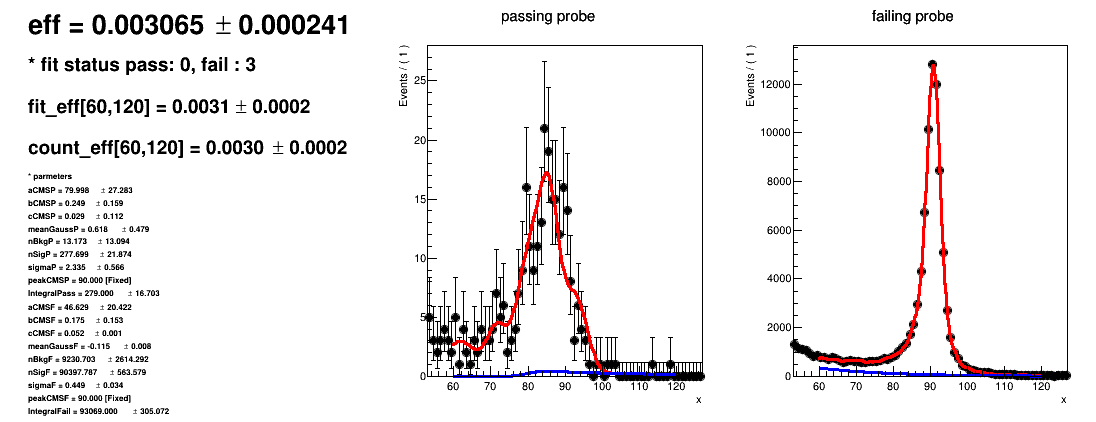 eff = 0.003065 ± 0.000241
* fit status pass: 0, fail : 3
fit_eff[60,120] = 0.0031 ± 0.0002
count_eff[60,120] = 0.0030 ± 0.0002
* parmeters
aCMSP = 79.998 ± 27.283
bCMSP = 0.249 ± 0.159
cCMSP = 0.029 ± 0.112
meanGaussP = 0.618 ± 0.479
nBkgP = 13.173 ± 13.094
nSigP = 277.699 ± 21.874
sigmaP = 2.335 ± 0.566
peakCMSP = 90.000 [Fixed]
IntegralPass = 279.000 ± 16.703
aCMSF = 46.629 ± 20.422
bCMSF = 0.175 ± 0.153
cCMSF = 0.052 ± 0.001
meanGaussF = -0.115 ± 0.008
nBkgF = 9230.703 ± 2614.292
nSigF = 90397.787 ± 563.579
sigmaF = 0.449 ± 0.034
peakCMSF = 90.000 [Fixed]
IntegralFail = 93069.000 ± 305.072
passing probe
Events / ( 1 )
25
20
15
10
5
0
60 70 80 90 100 110 120
x
failing probe
Events / ( 1 )
12000
10000
8000
6000
4000
2000
0
60 70 80 90 100 110 120
x